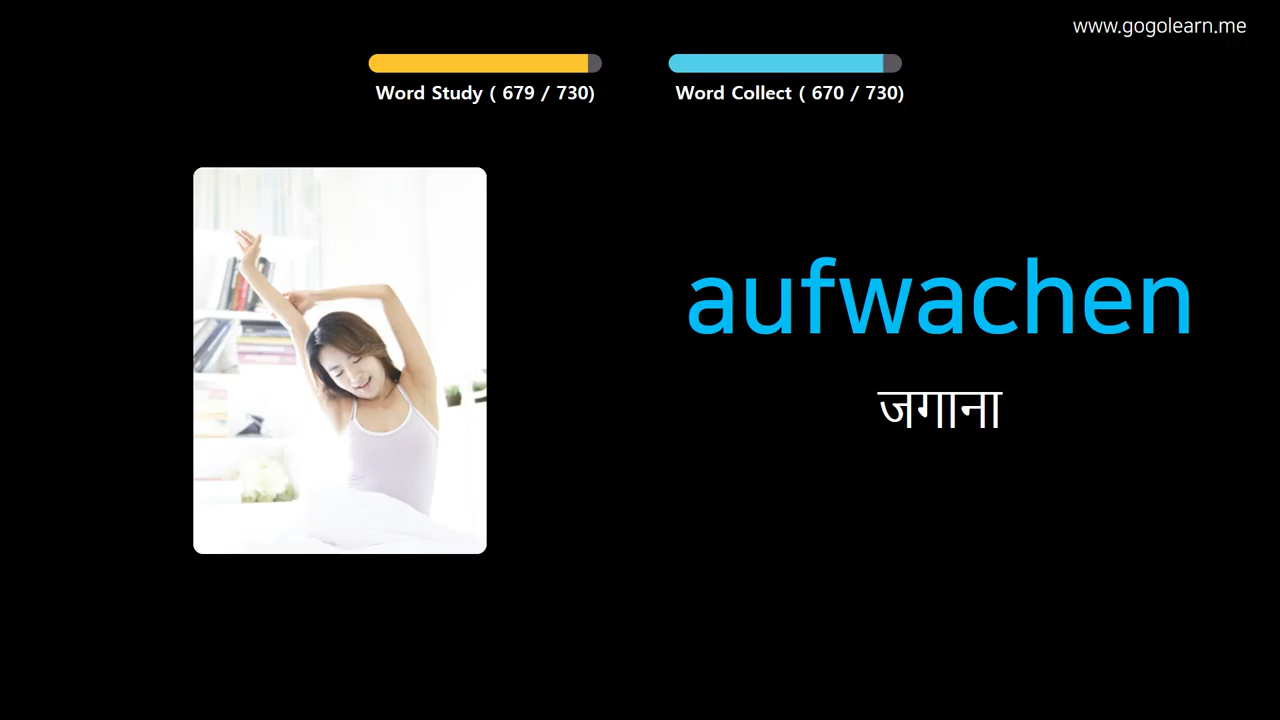 www.gogolearn.me
Word Study ( 679 / 730)
Word Collect ( 670 / 730)
aufwachen
जगाना